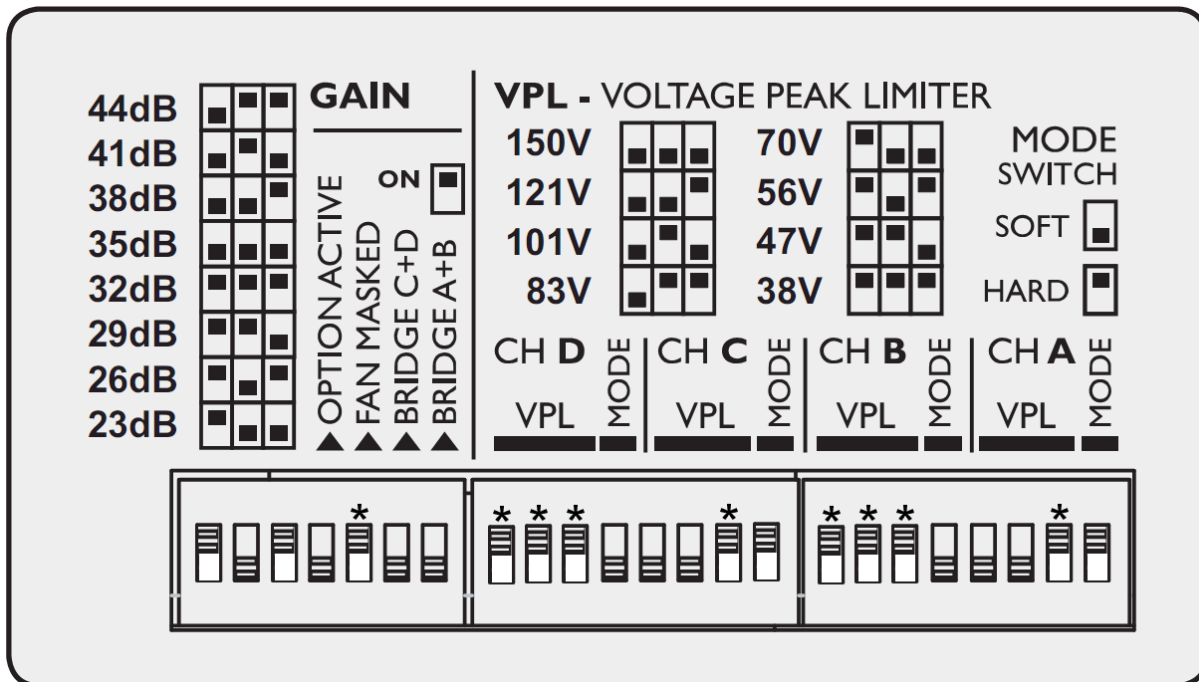 GAIN
44dB
41dB
38dB
35dB
32dB
29dB
26dB
23dB
ON
OPTION ACTIVE
FAN MASKED
BRIDGE C+D
BRIDGE A+B
VPL - VOLTAGE PEAK LIMITER
150V 70V
121V 56V
101V 47V
83V 38V
MODE
SWITCH
SOFT
HARD
CH D MODE CH C MODE CH B MODE CH A MODE
VPL VPL VPL VPL
* * * * * * * * *